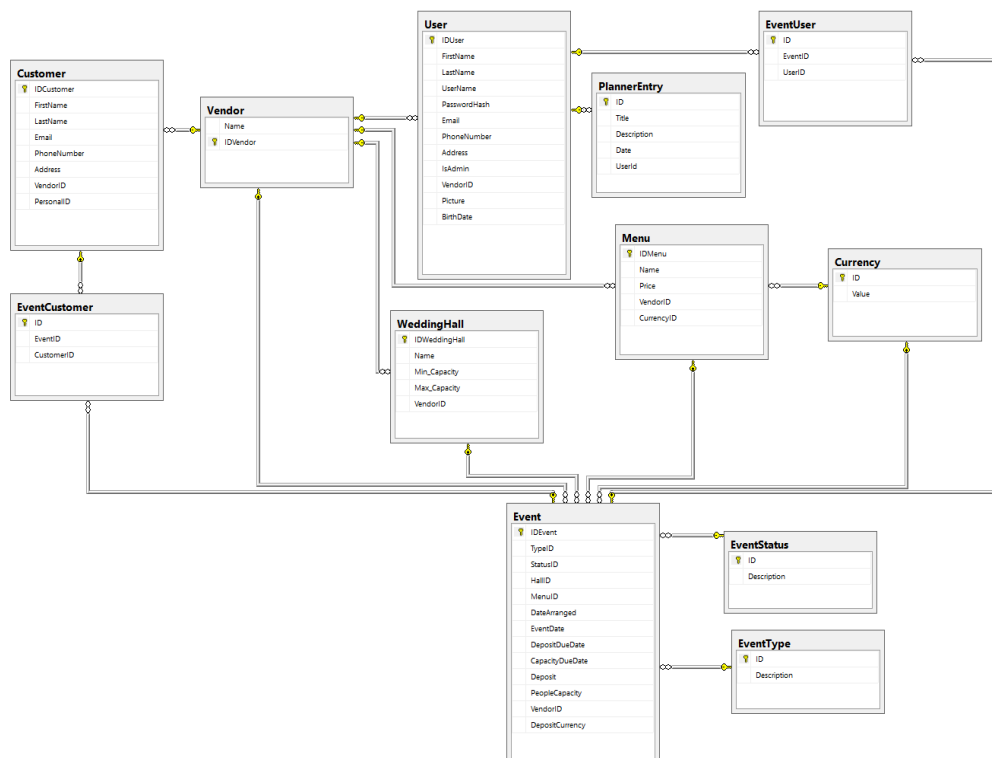 Customer
IDCustomer
FirstName
LastName
Email
PhoneNumber
Address
VendorID
PersonalID
Vendor
Name
IDVendor
User
IDUser
FirstName
LastName
UserName
PasswordHash
Email
PhoneNumber
Address
IsAdmin
VendorID
Picture
BirthDate
EventUser
ID
EventID
UserID
PlannerEntry
ID
Title
Description
Date
UserId
Menu
IDMenu
Name
Price
VendorID
CurrencyID
Currency
ID
Value
EventCustomer
ID
EventID
CustomerID
WeddingHall
IDWeddingHall
Name
Min_Capacity
Max_Capacity
VendorID
Event
IDEvent
TypeID
StatusID
HallID
MenuID
DateArranged
EventDate
DepositDueDate
CapacityDueDate
Deposit
PeopleCapacity
VendorID
DepositCurrency
EventStatus
ID
Description
EventType
ID
Description